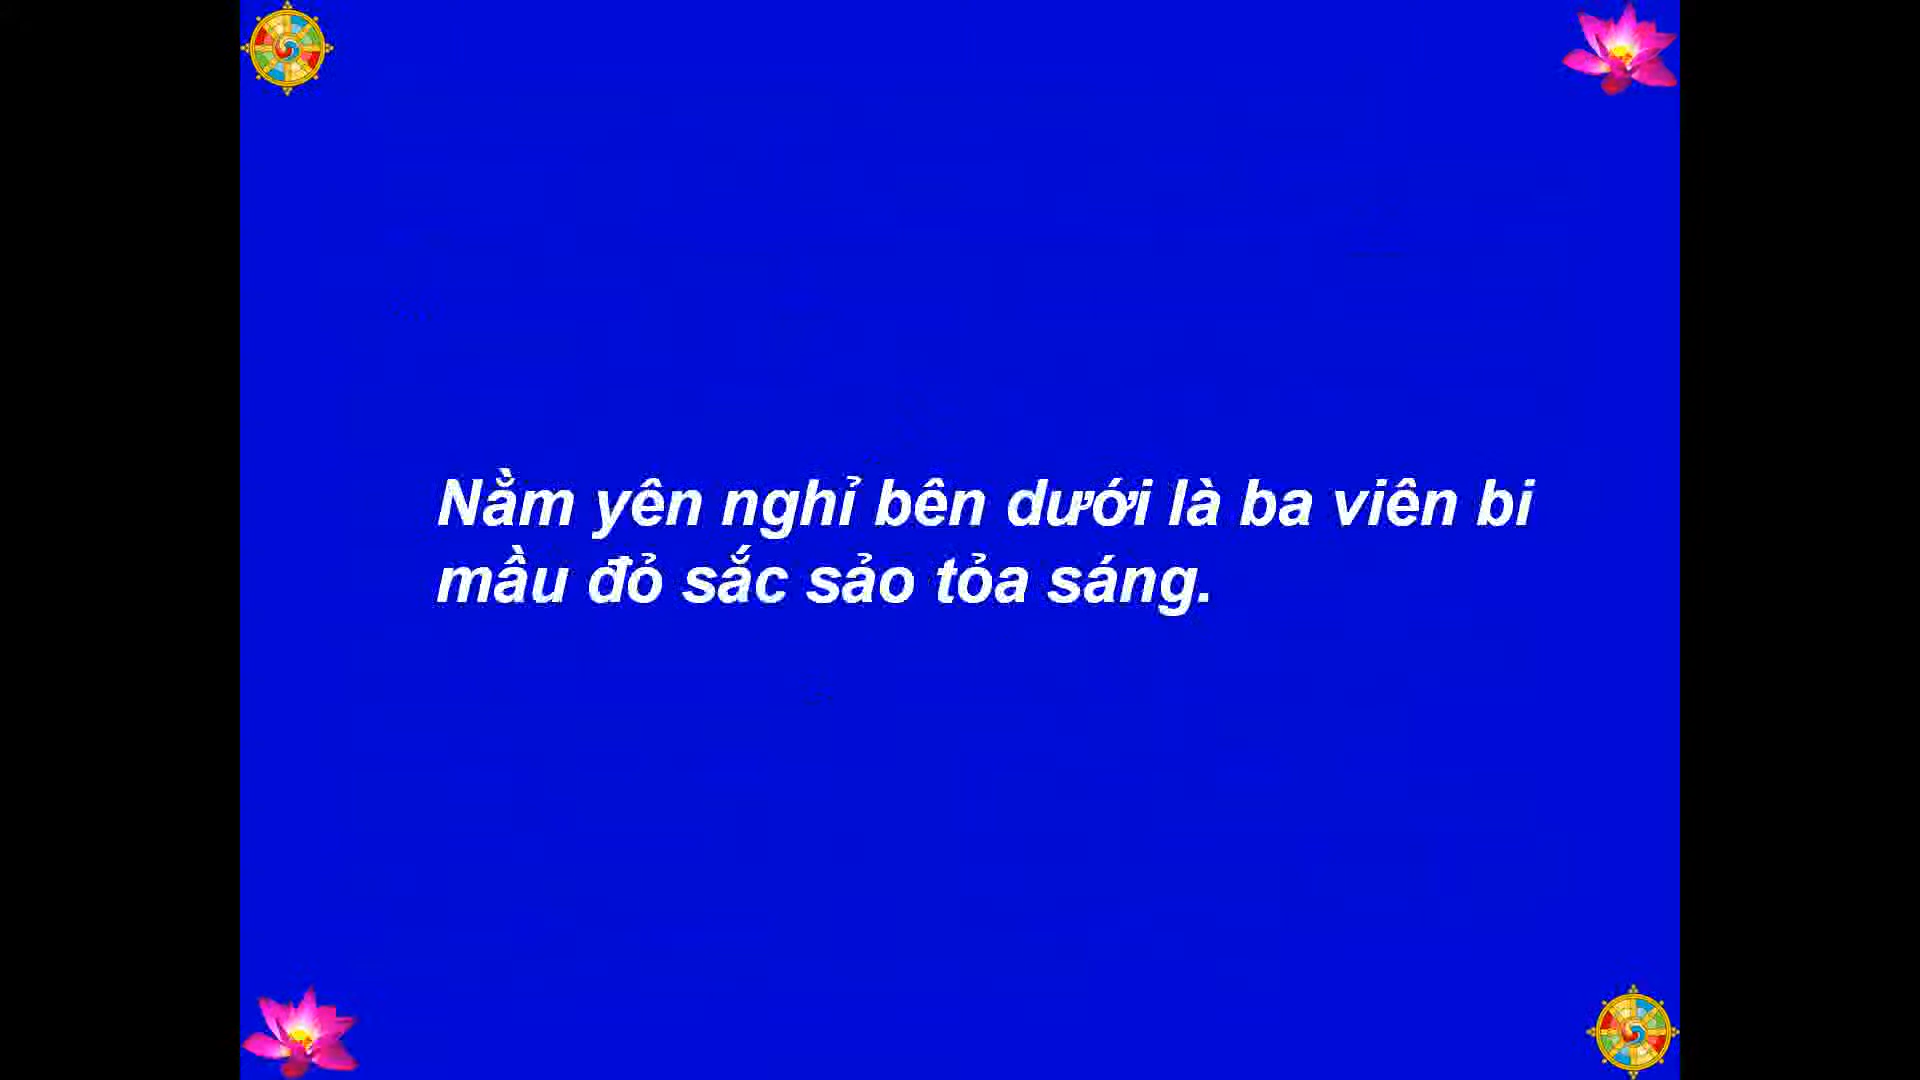 Nằm yên nghỉ bên dưới là ba viên bi
mầu đỏ sắc sảo tỏa sáng.